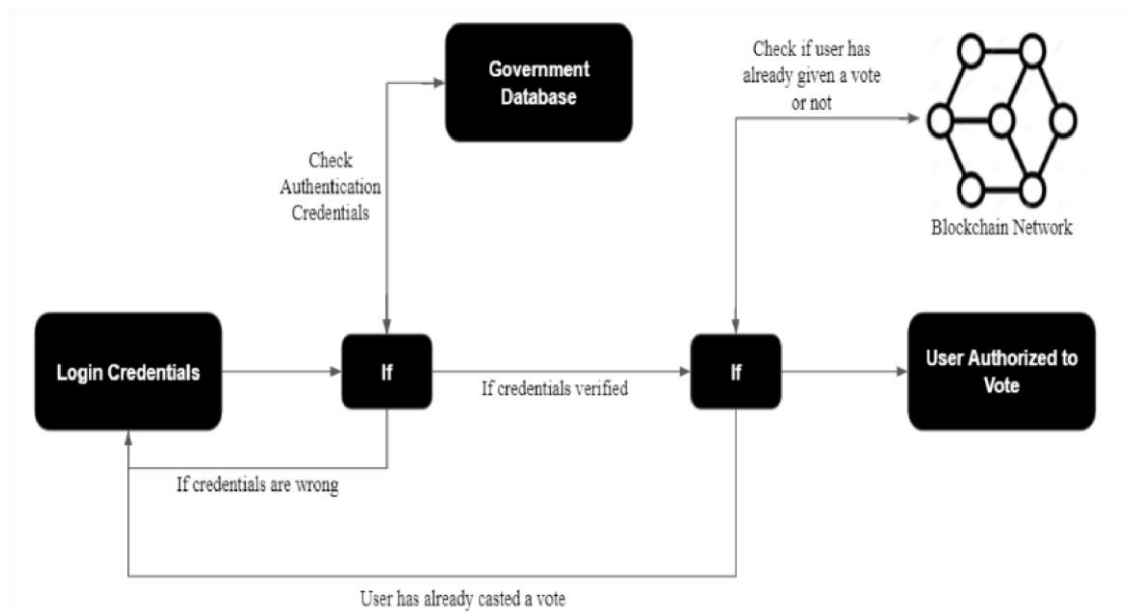 Government
Database
Check if user has
already given a vote
or not
Check
Authentication
Credentials
Blockchain Network
Login Credentials
If
If credentials verified
If
User Authorized to
Vote
If credentials are wrong
User has already casted a vote